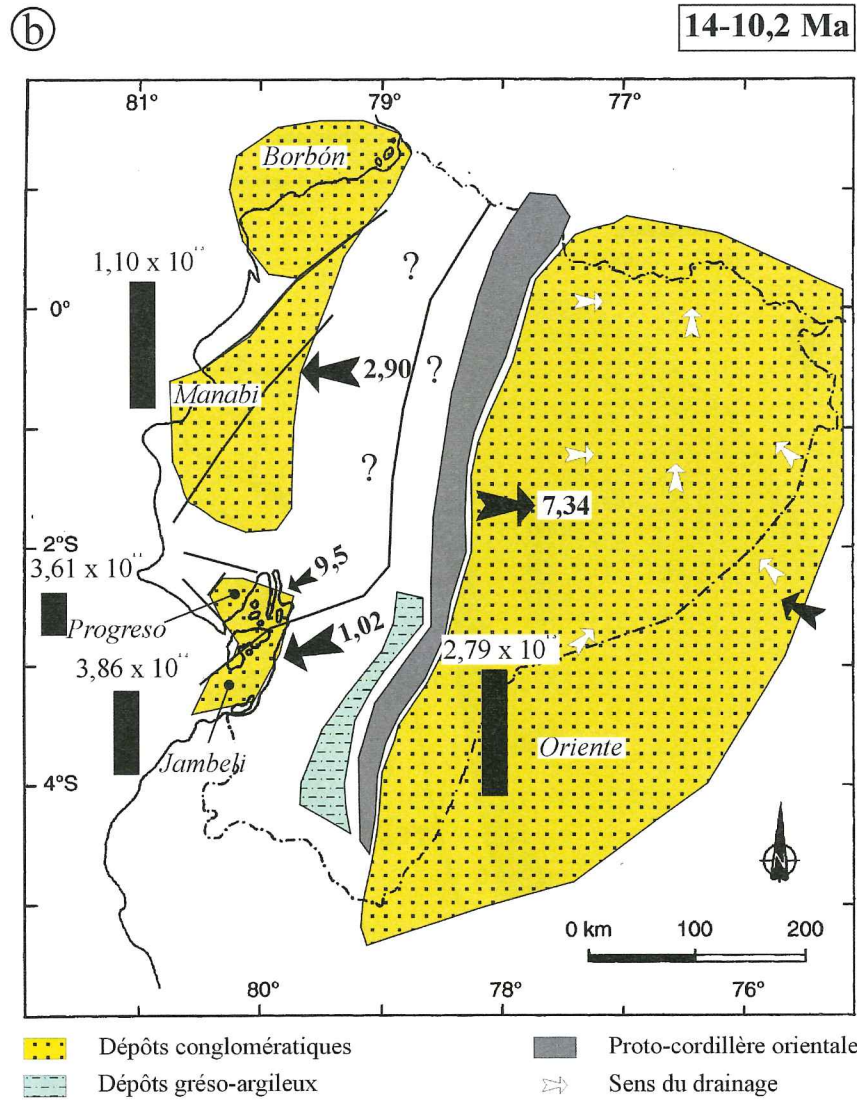 b
14-10,2 Ma
81° 79° 77°
Borbón
1,10 x 10
0°
?
2,90
?
Manabi
?
7,34
2°S
9,5
3,61 x 10
Progreso
1,02
3,86 x 10
2,79 x 10
Jambelí
Oriente
4°S
N
0 km 100 200
80° 78° 76°
Dépôts conglomératiques
Proto-cordillère orientale
Dépôts gréso-argileux
Sens du drainage